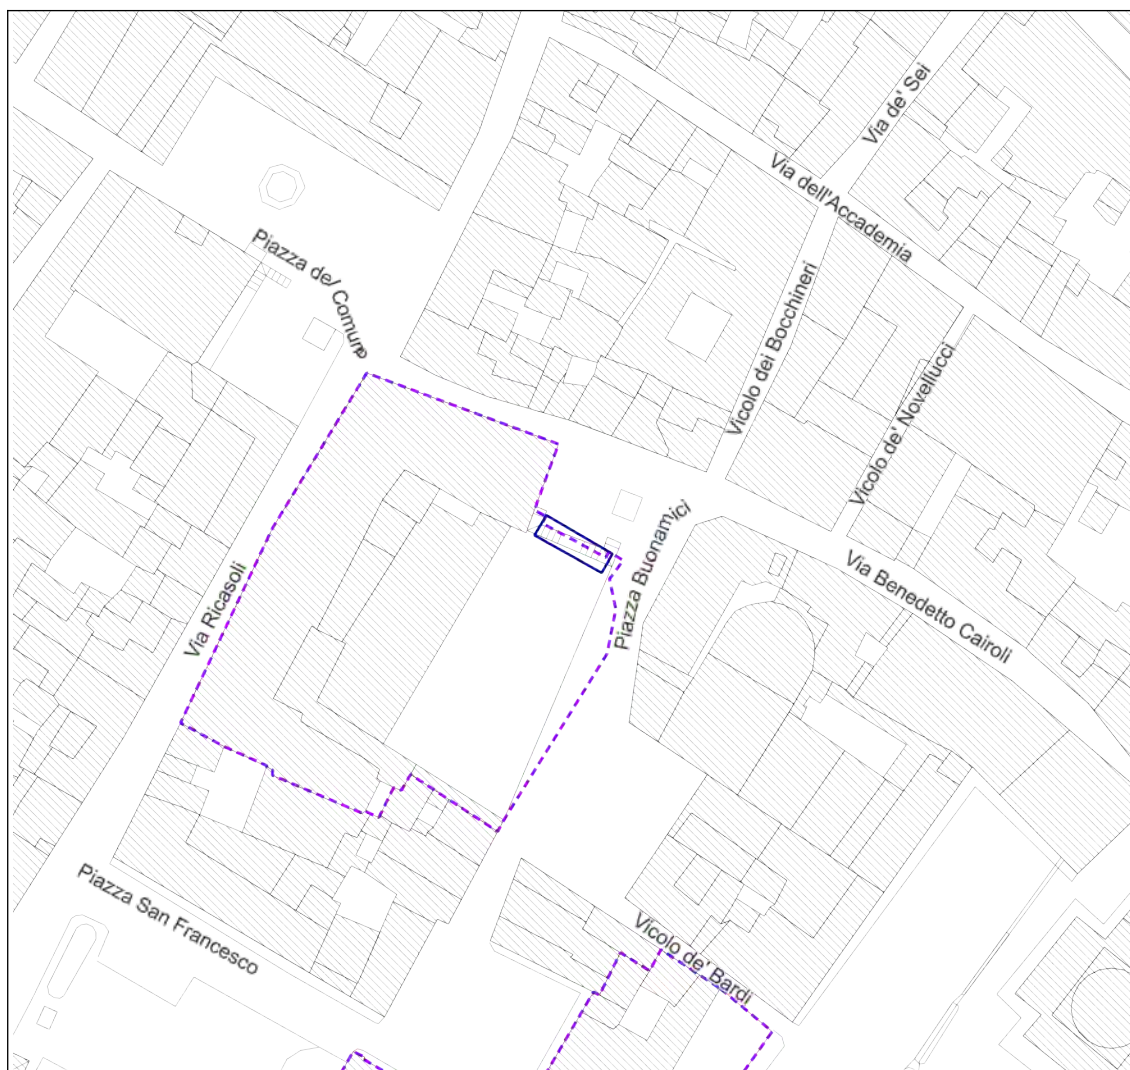 Via de' Sei
Via dell'Accademia
Piazza del Comune
Vicolo dei Bocchineri
Vicolo de' Novellucci
Piazza Buonamici
Via Benedetto Cairoli
Via Ricasoli
Piazza San Francesco
Vicolo de' Bardi